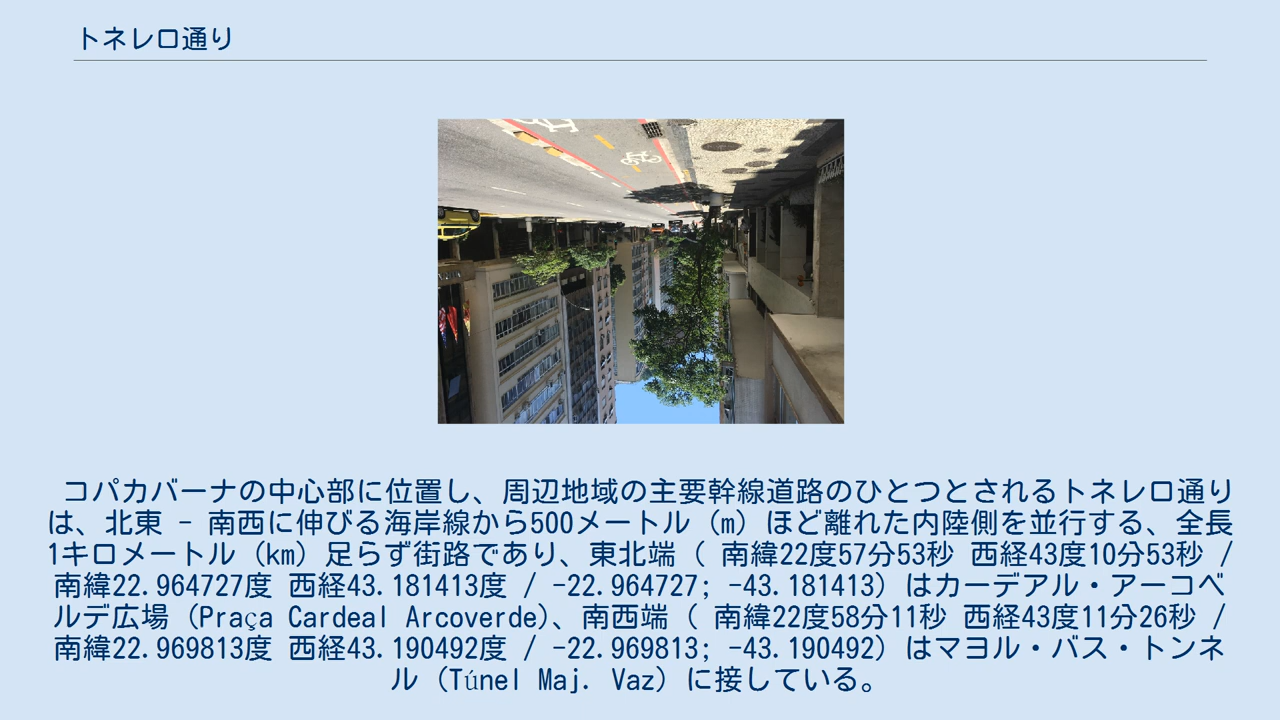 トネレロ通り
コパカバーナの中心部に位置し、周辺地域の主要幹線道路のひとつとされるトネレロ通り
は、北東 - 南西に伸びる海岸線から500メートル (m) ほど離れた内陸側を並行する、全長
1キロメートル (km) 足らず街路であり、東北端 ( 南緯22度57分53秒 西経43度10分53秒 /
南緯22.964727度 西経43.181413度 / -22.964727; -43.181413) はカーデアル・アーコベ
ルデ広場 (Praça Cardeal Arcoverde)、南西端 ( 南緯22度58分11秒 西経43度11分26秒 /
南緯22.969813度 西経43.190492度 / -22.969813; -43.190492) はマヨル・バス・トンネ
ル (Túnel Maj. Vaz) に接している。